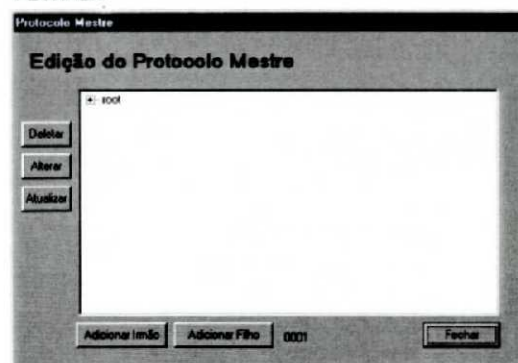 Protocolo Mestre
Edição do Protocolo Mestre
root
Deletar
Alterar
Atualizar
Adicionar Irmão Adicionar Filho 0001 Fechar